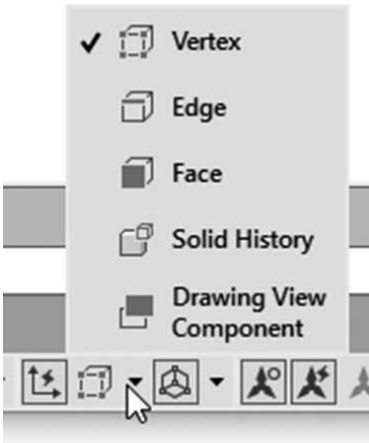 Vertex
Edge
Face
Solid History
Drawing View
Component